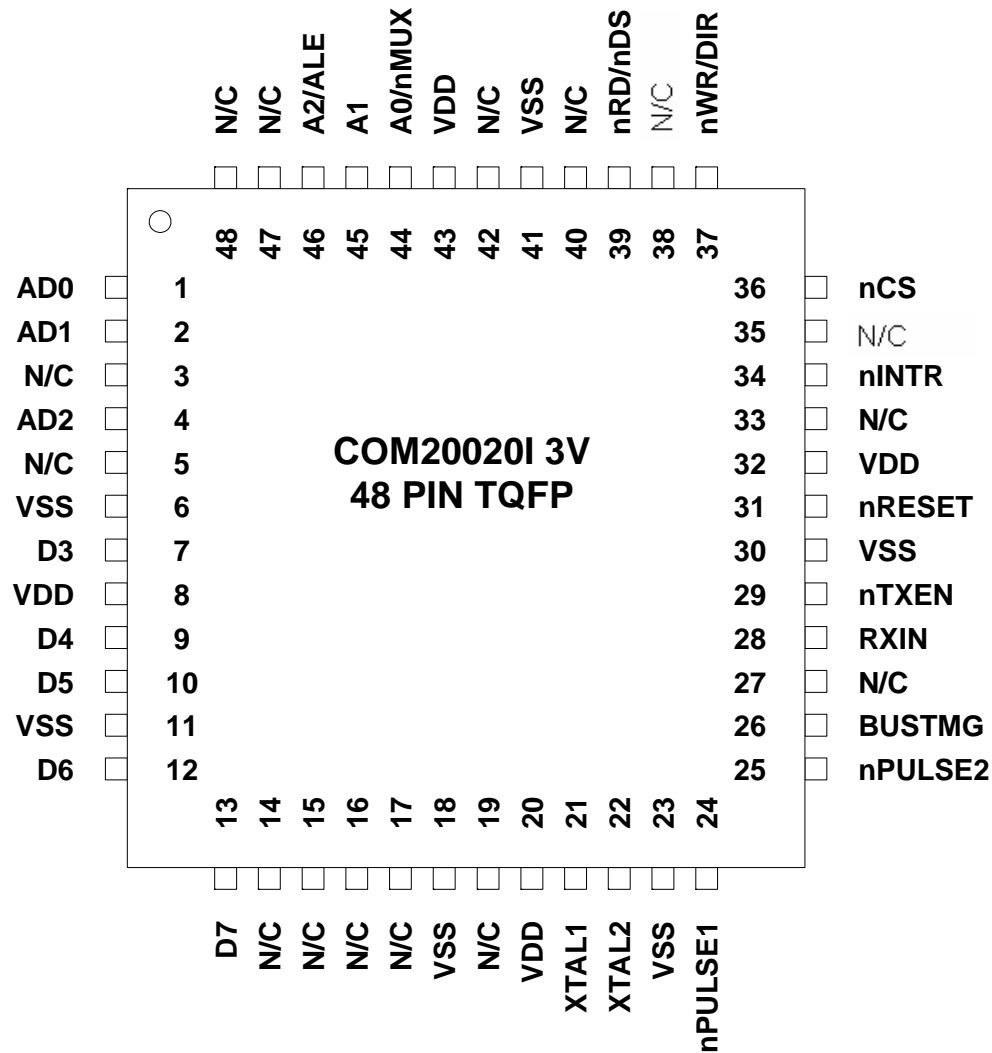 N/C
N/C
A2/ALE
A1
A0/nMUX
VDD
N/C
VSS
N/C
nRD/nDS
N/C
nWR/DIR
48
47
46
45
44
43
42
41
40
39
38
37
AD0 1
AD1 2
N/C 3
AD2 4
N/C 5
VSS 6
D3 7
VDD 8
D4 9
D5 10
VSS 11
D6 12
COM20020I 3V
48 PIN TQFP
36 nCS
35 N/C
34 nINTR
33 N/C
32 VDD
31 nRESET
30 VSS
29 nTXEN
28 RXIN
27 N/C
26 BUSTMG
25 nPULSE2
13
14
15
16
17
18
19
20
21
22
23
24
D7
N/C
N/C
N/C
N/C
VSS
N/C
VDD
XTAL1
XTAL2
VSS
nPULSE1